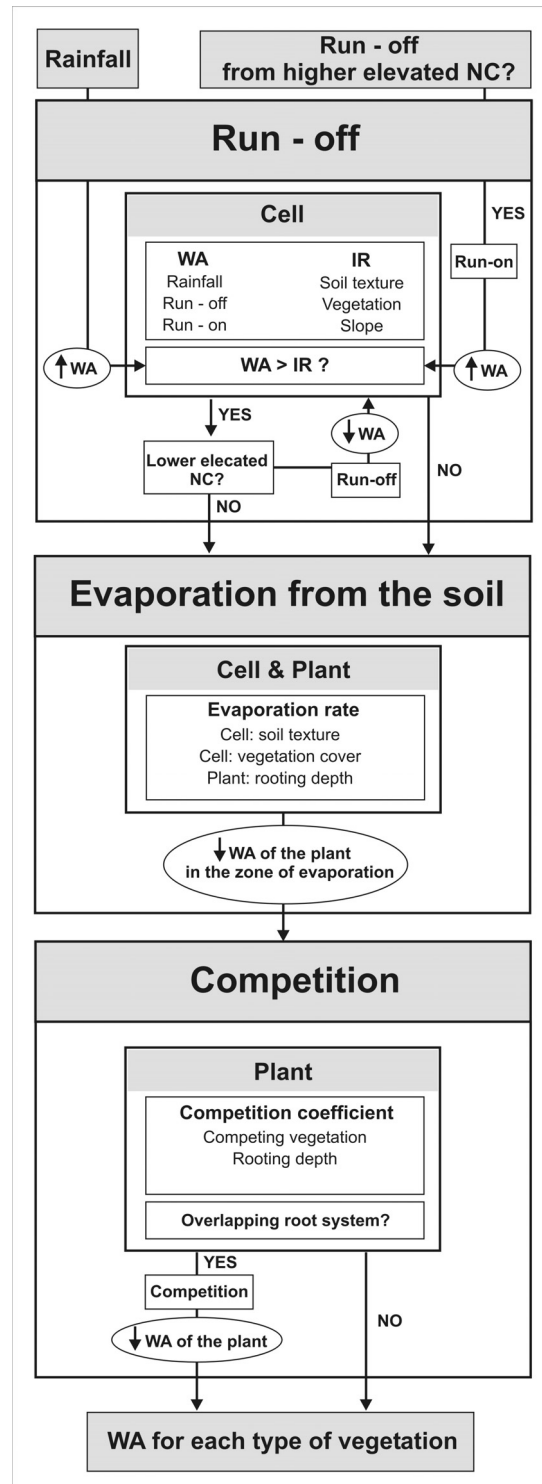 Rainfall
Run - off
from higher elevated NC?
Run - off
YES
Cell
Run-on
WA
IR
Rainfall
Soil texture
Run - off
Vegetation
Run - on
Slope
WA
WA > IR ?
WA
YES
WA
Lower elecated
NC?
Run-off
NO
NO
Evaporation from the soil
Cell & Plant
Evaporation rate
Cell: soil texture
Cell: vegetation cover
Plant: rooting depth
WA of the plant
in the zone of evaporation
Competition
Plant
Competition coefficient
Competing vegetation
Rooting depth
Overlapping root system?
YES
Competition
NO
WA of the plant
WA for each type of vegetation